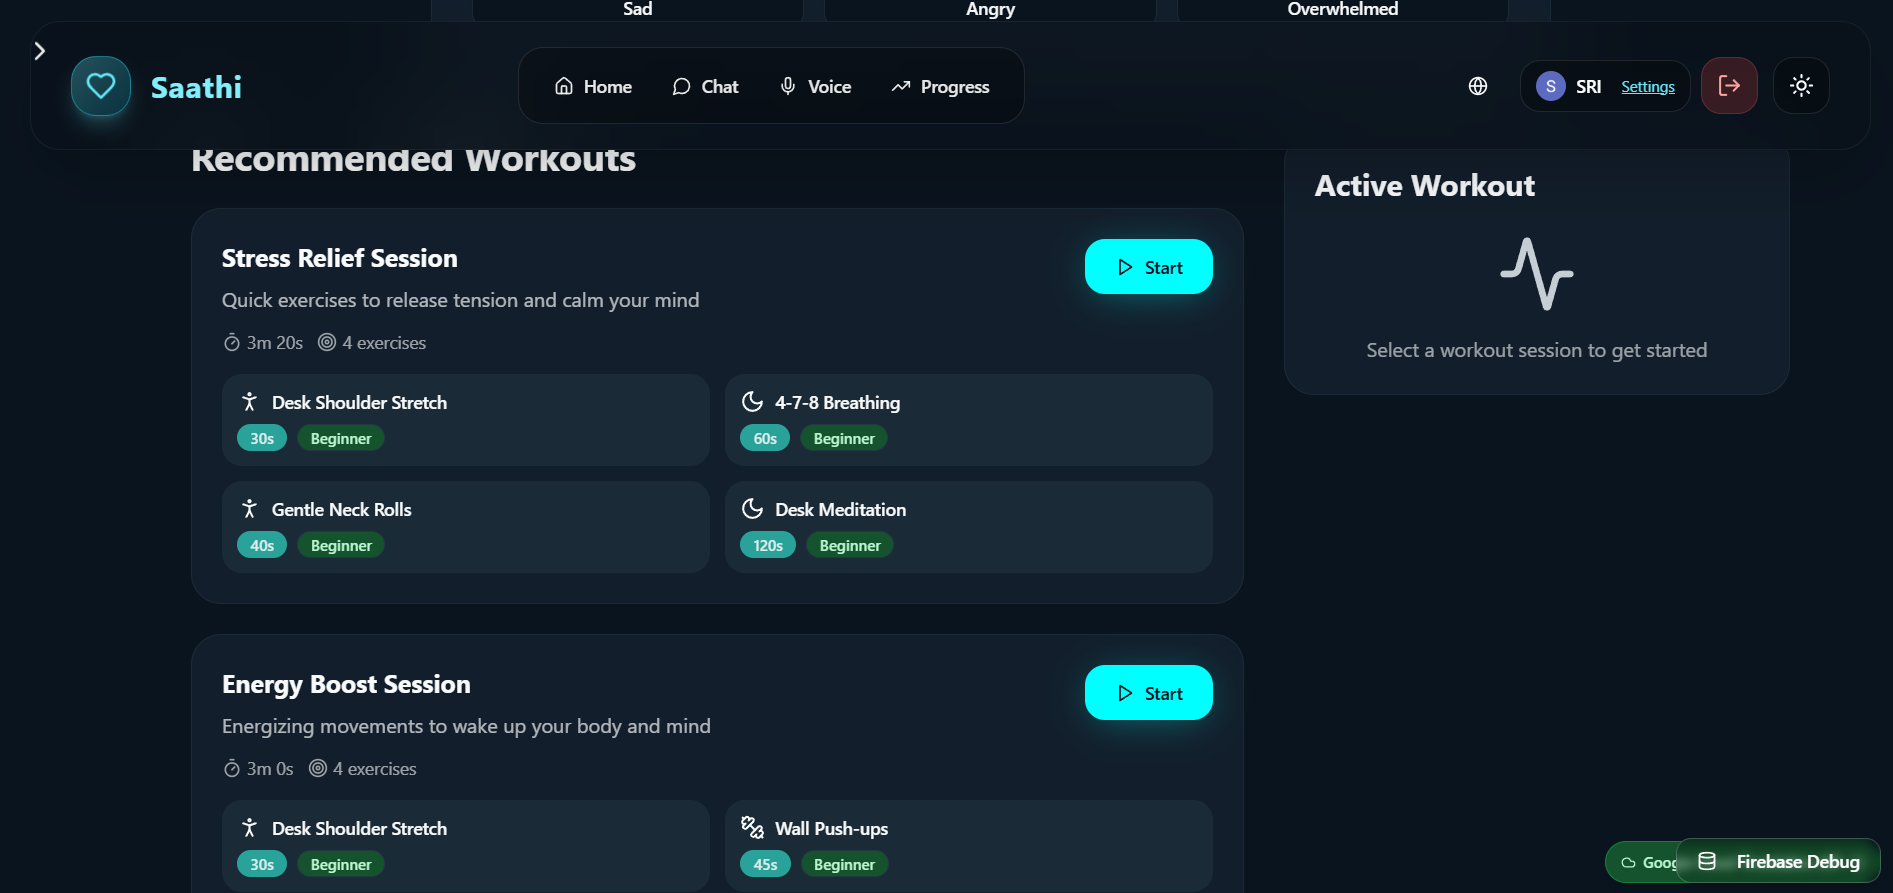 Sad
Angry
Overwhelmed
Saathi
Home
Chat
Voice
Progress
S
SRI
Settings
Recommended Workouts
Stress Relief Session
Start
Quick exercises to release tension and calm your mind
3m 20s
4 exercises
Desk Shoulder Stretch
30s
Beginner
4-7-8 Breathing
60s
Beginner
Gentle Neck Rolls
40s
Beginner
Desk Meditation
120s
Beginner
Energy Boost Session
Start
Energizing movements to wake up your body and mind
3m 0s
4 exercises
Desk Shoulder Stretch
30s
Beginner
Wall Push-ups
45s
Beginner
Active Workout
Select a workout session to get started
Firebase Debug